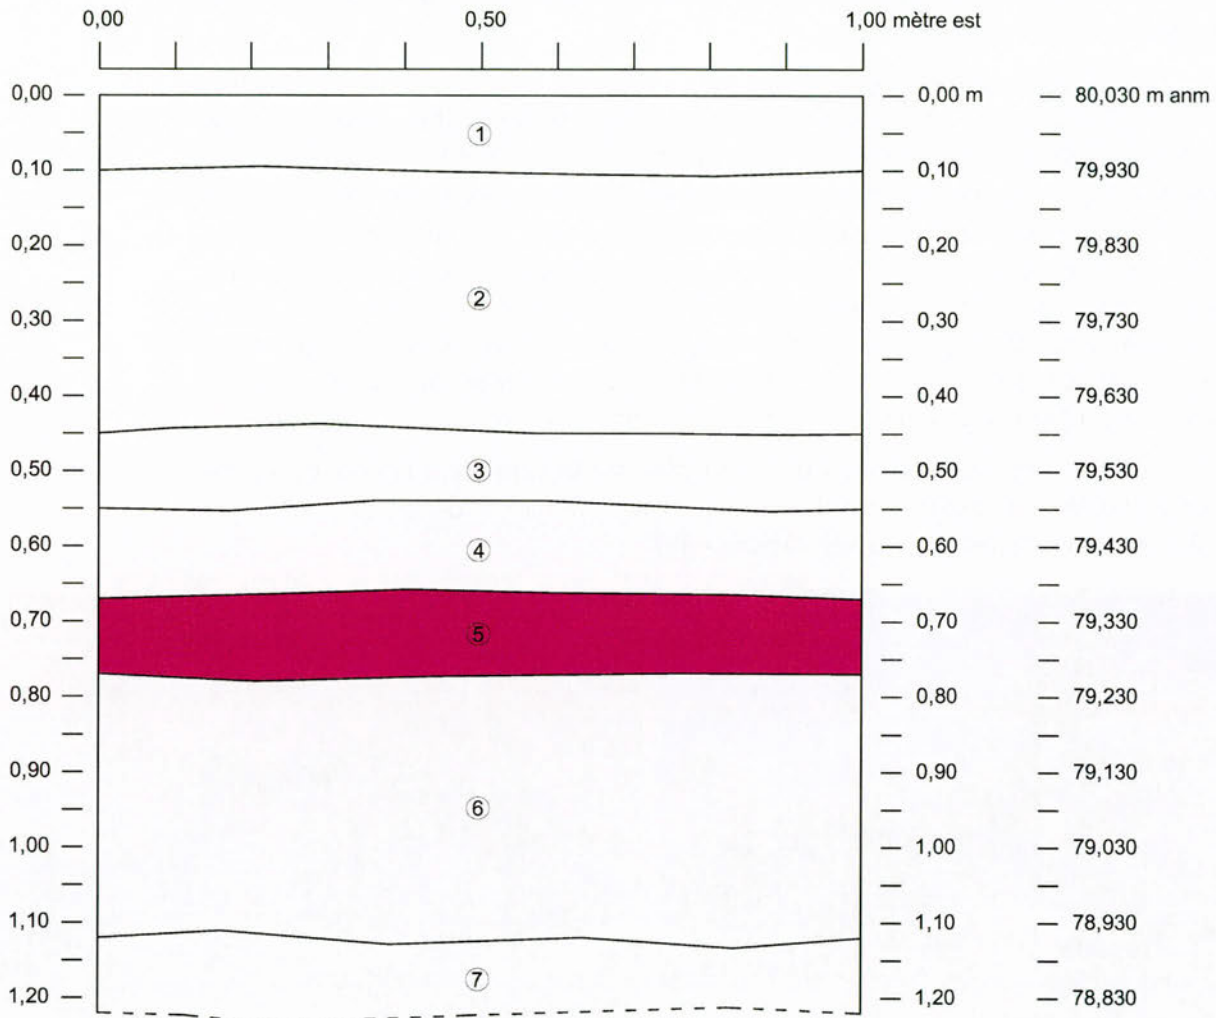 0,00 0,50 1,00 mètre est
0,00 0,00 m 80,030 m anm
①
0,10 0,10 79,930
0,20 0,20 79,830
②
0,30 0,30 79,730
0,40 0,40 79,630
0,50 ③ 0,50 79,530
0,60 ④ 0,60 79,430
0,70 ⑤ 0,70 79,330
0,80 0,80 79,230
0,90 0,90 79,130
⑥
1,00 1,00 79,030
1,10 1,10 78,930
⑦
1,20 1,20 78,830